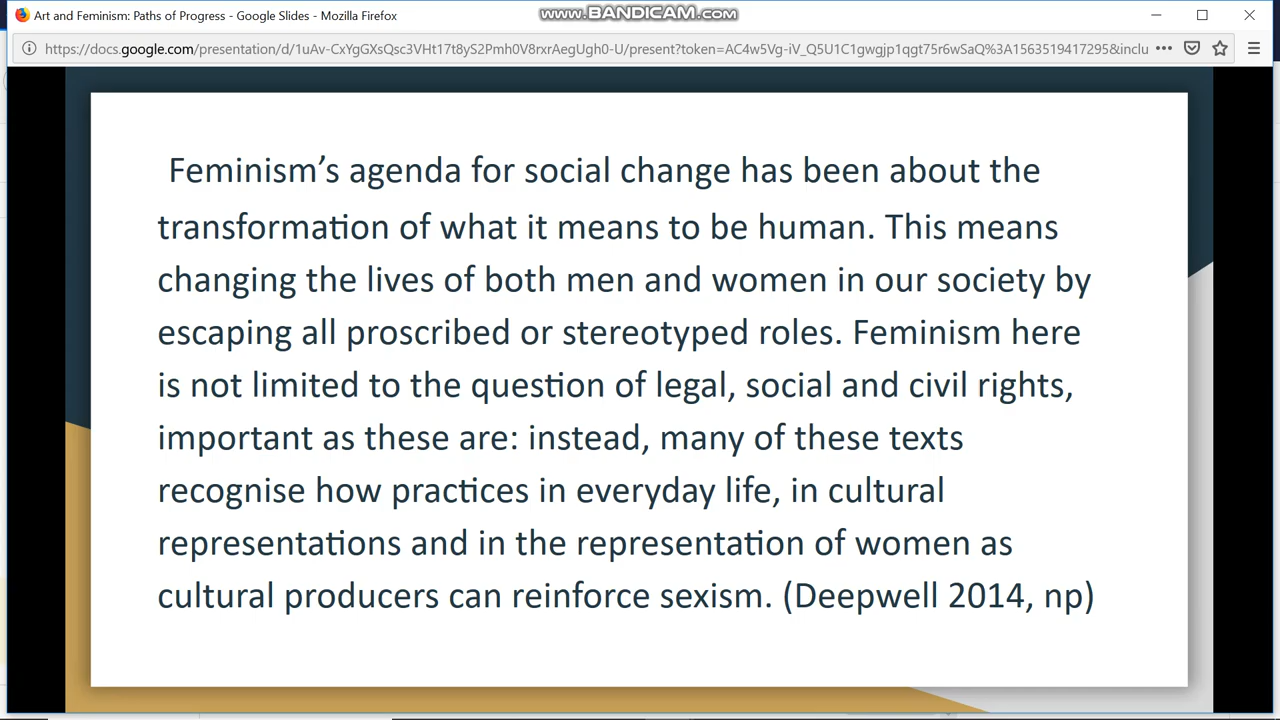 Art and Feminism: Paths of Progress - Google Slides - Mozilla Firefox
www.BANDICAM.com
https://docs.google.com/presentation/d/1uAv-CxYgGXsQsc3VHt17t8yS2Pmh0V8rxrnAegUgh0-U/present?token=AC4w5Vg-iV_Q5U1C1gwgjp1qgt75r6wSaQ%3A1563519417295&inclu
Feminism’s agenda for social change has been about the
transformation of what it means to be human. This means
changing the lives of both men and women in our society by
escaping all proscribed or stereotyped roles. Feminism here
is not limited to the question of legal, social and civil rights,
important as these are: instead, many of these texts
recognise how practices in everyday life, in cultural
representations and in the representation of women as
cultural producers can reinforce sexism. (Deepwell 2014, np)